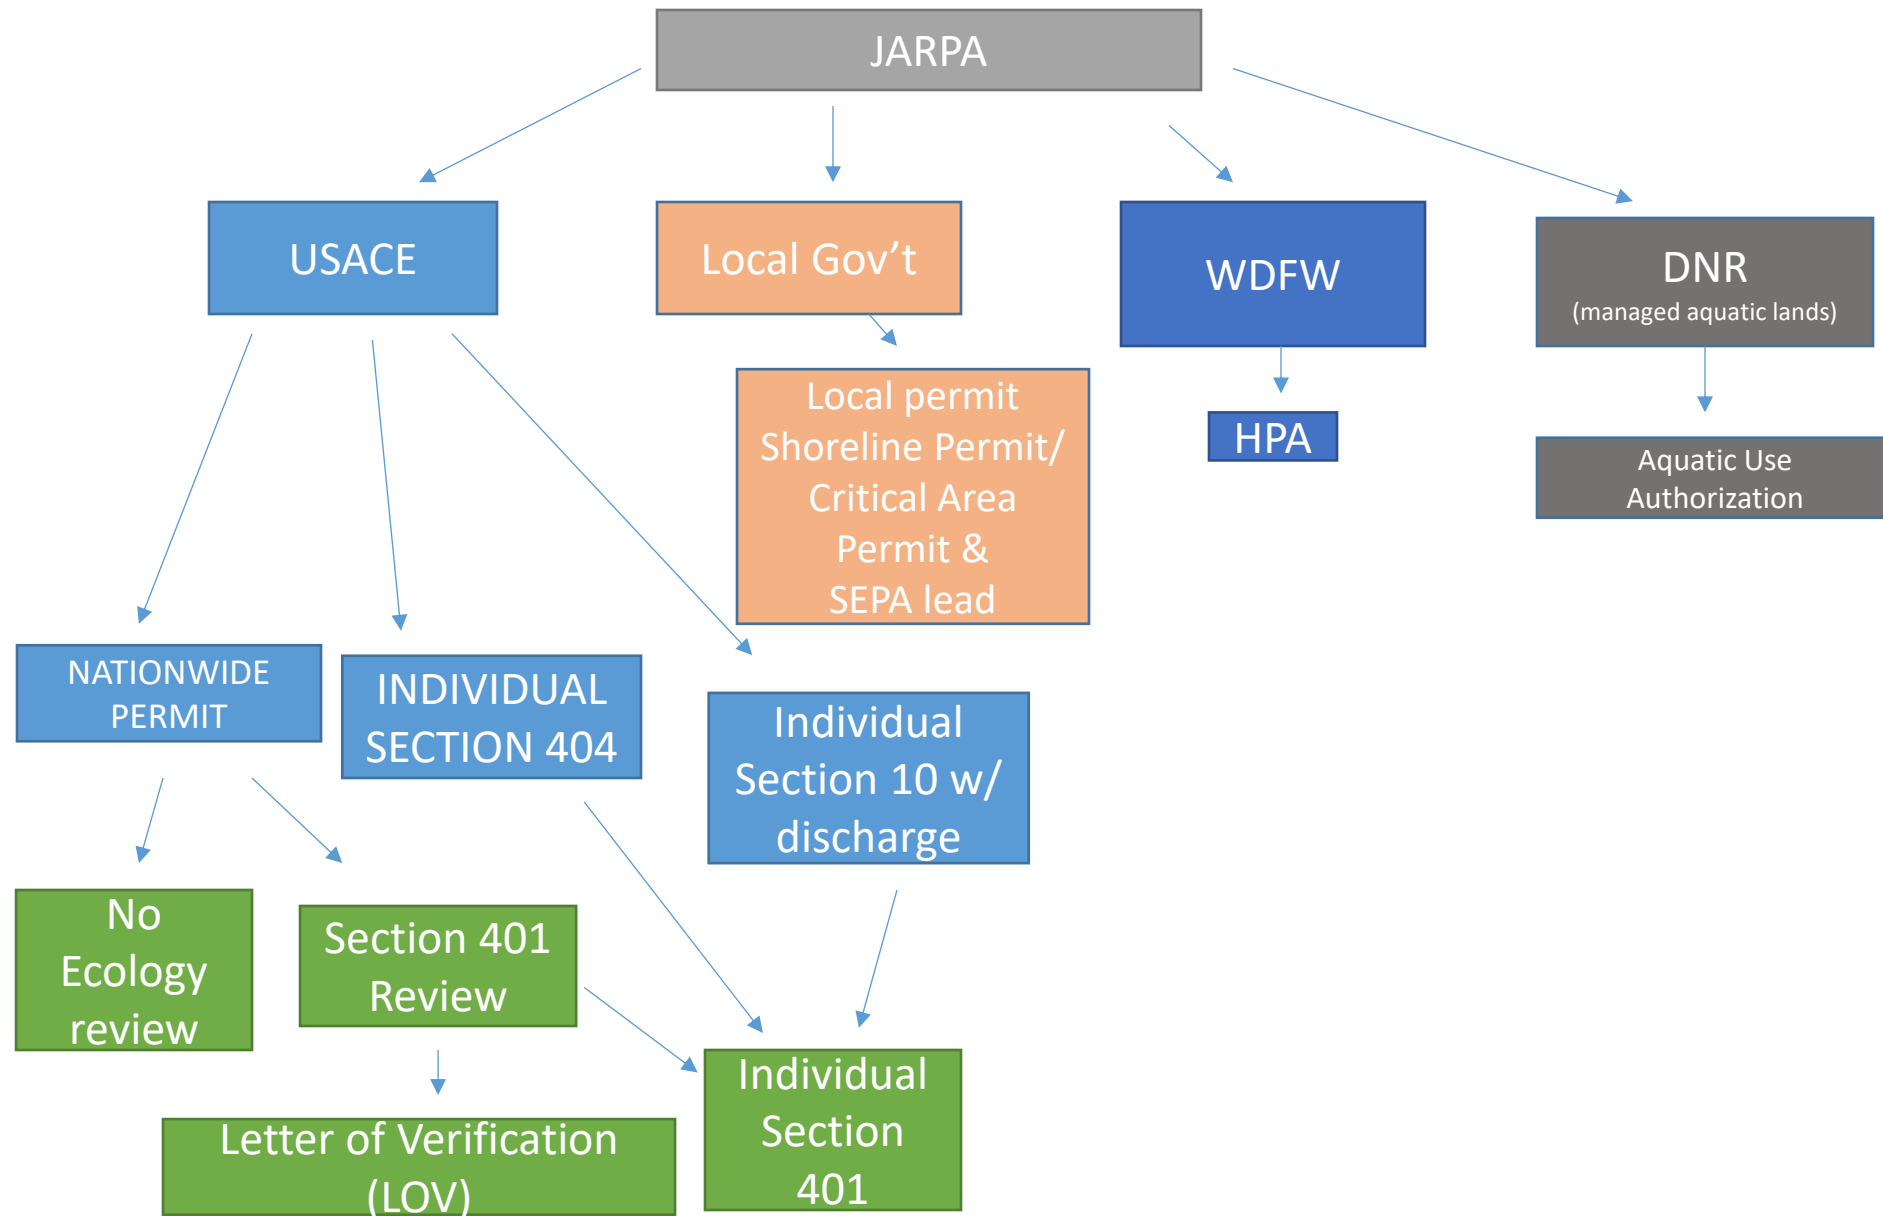 JARPA
USACE
Local Gov’t
WDFW
DNR
(managed aquatic lands)
Local permit
Shoreline Permit/
Critical Area
Permit &
SEPA lead
HPA
Aquatic Use
Authorization
NATIONWIDE
PERMIT
INDIVIDUAL
SECTION 404
Individual
Section 10 w/
discharge
No
Ecology
review
Section 401
Review
Letter of Verification
(LOV)
Individual
Section
401